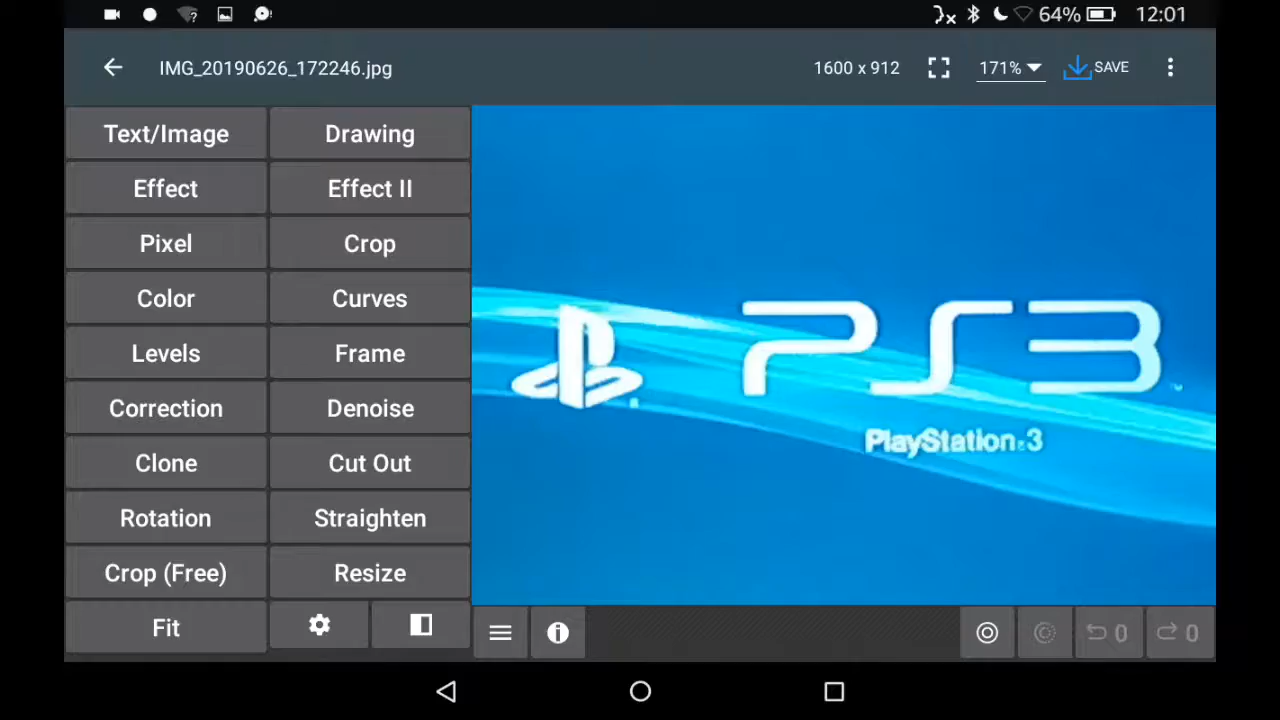 64% 12:01
IMG_20190626_172246.jpg 1600 x 912 171% SAVE
Text/Image Drawing
Effect Effect II
Pixel Crop
Color Curves
Levels Frame
Correction Denoise
Clone Cut Out
Rotation Straighten
Crop (Free) Resize
Fit
PS3
PlayStation 3
0 0